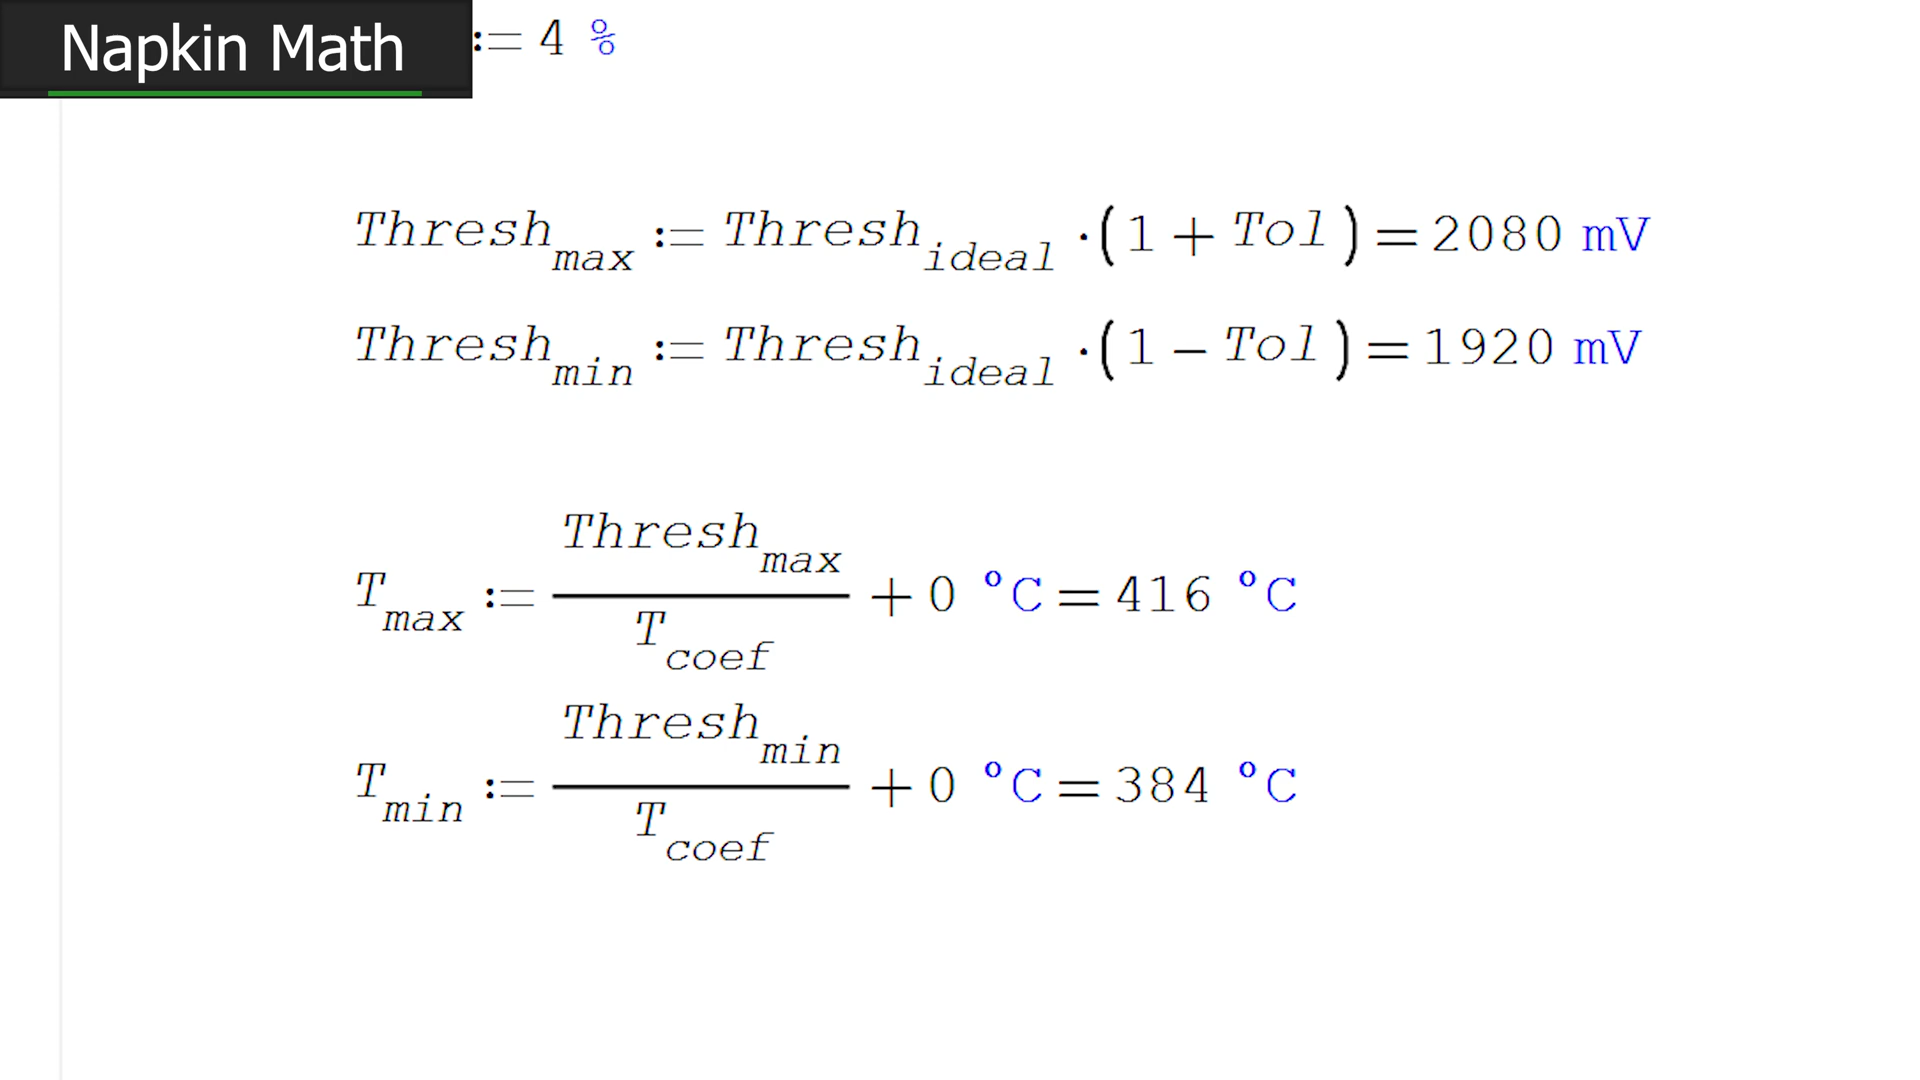 Napkin Math := 4 %
Thresh_max := Thresh_ideal · (1 + Tol) = 2080 mV
Thresh_min := Thresh_ideal · (1 − Tol) = 1920 mV
T_max := Thresh_max / T_coef + 0 °C = 416 °C
T_min := Thresh_min / T_coef + 0 °C = 384 °C